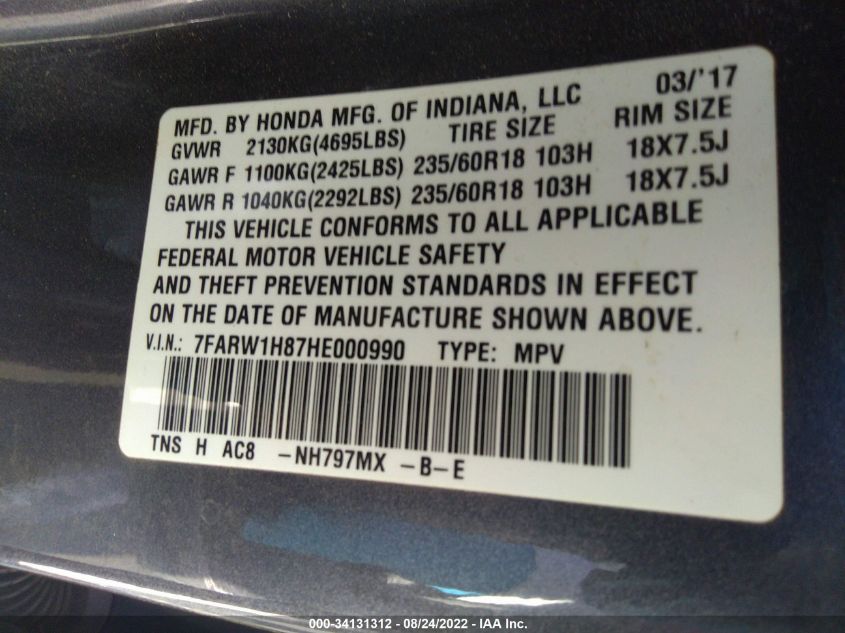 MFD. BY HONDA MFG. OF INDIANA, LLC 03/'17
GVWR 2130KG(4695LBS) TIRE SIZE RIM SIZE
GAWR F 1100KG(2425LBS) 235/60R18 103H 18X7.5J
GAWR R 1040KG(2292LBS) 235/60R18 103H 18X7.5J
THIS VEHICLE CONFORMS TO ALL APPLICABLE
FEDERAL MOTOR VEHICLE SAFETY
AND THEFT PREVENTION STANDARDS IN EFFECT
ON THE DATE OF MANUFACTURE SHOWN ABOVE.
V.I.N.: 7FARW1H87HE000990 TYPE: MPV
TNS H AC8 -NH797MX -B-E
000-34131312 - 08/24/2022 - IAA Inc.